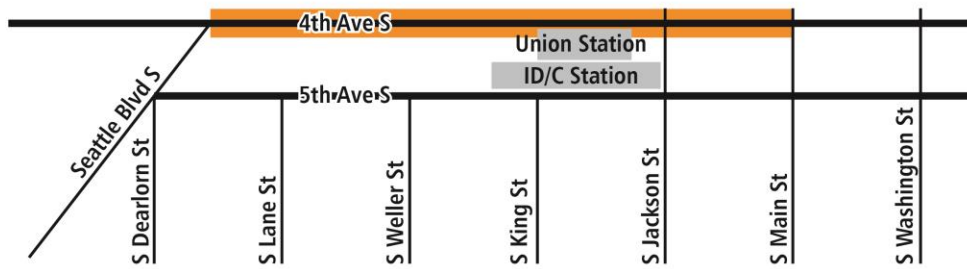 4th Ave S
Union Station
ID/C Station
5th Ave S
Seattle Blvd S
S Dearlorn St
S Lane St
S Weller St
S King St
S Jackson St
S Main St
S Washington St